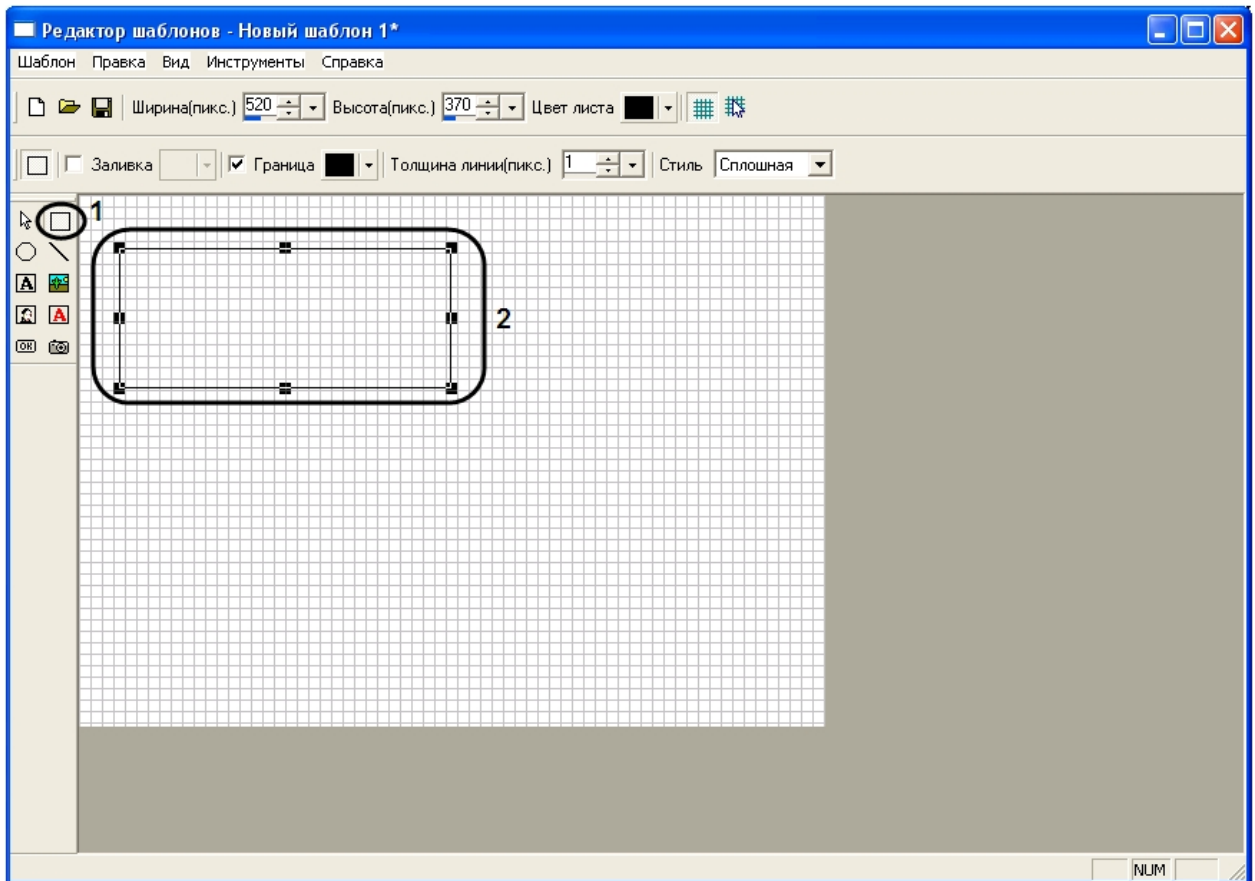 Редактор шаблонов - Новый шаблон 1*
Шаблон Правка Вид Инструменты Справка
Ширина(пикс.) 520 Высота(пикс.) 370 Цвет листа
Заливка Граница Толщина линии(пикс.) 1 Стиль Сплошная
1
A
A
OK
2
NUM